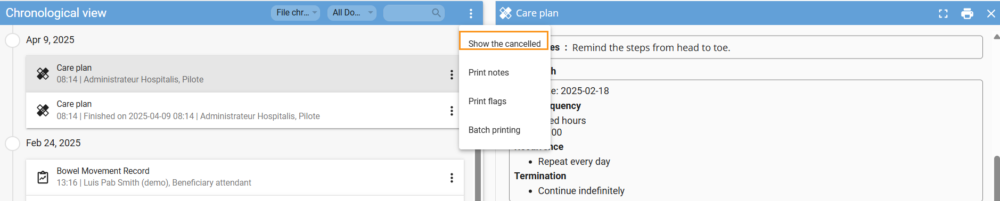 Chronological view
File chr...
All Do...
Apr 9, 2025
Care plan
08:14 | Administrateur Hospitalis, Pilote
Care plan
08:14 | Finished on 2025-04-09 08:14 | Administrateur Hospitalis, Pilote
Feb 24, 2025
Bowel Movement Record
13:16 | Luis Pab Smith (demo), Beneficiary attendant
Show the cancelled
Print notes
Print flags
Batch printing
Care plan
es : Remind the steps from head to toe.
h
e: 2025-02-18
quency
ed hours
00
Recurrence
• Repeat every day
Termination
• Continue indefinitely